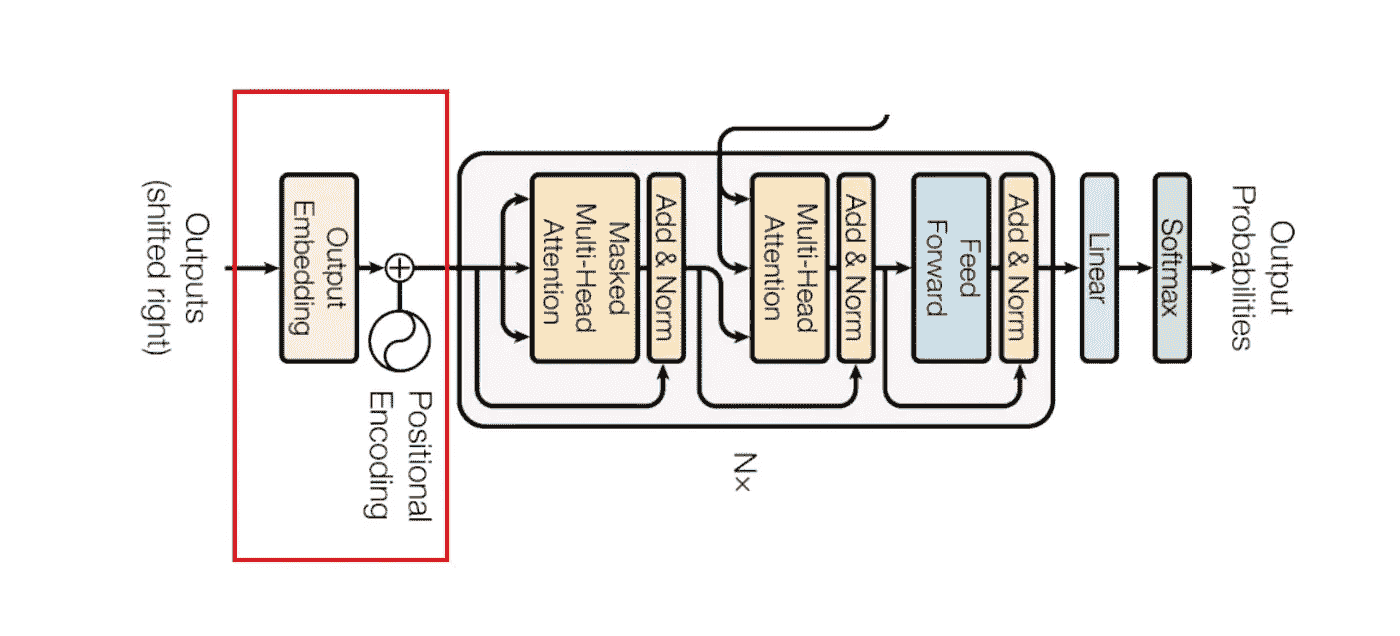 Outputs
(shifted right)
Output
Embedding
Positional
Encoding
Masked
Multi-Head
Attention
Add & Norm
Multi-Head
Attention
Add & Norm
Feed
Forward
Add & Norm
Nx
Linear
Softmax
Output
Probabilities